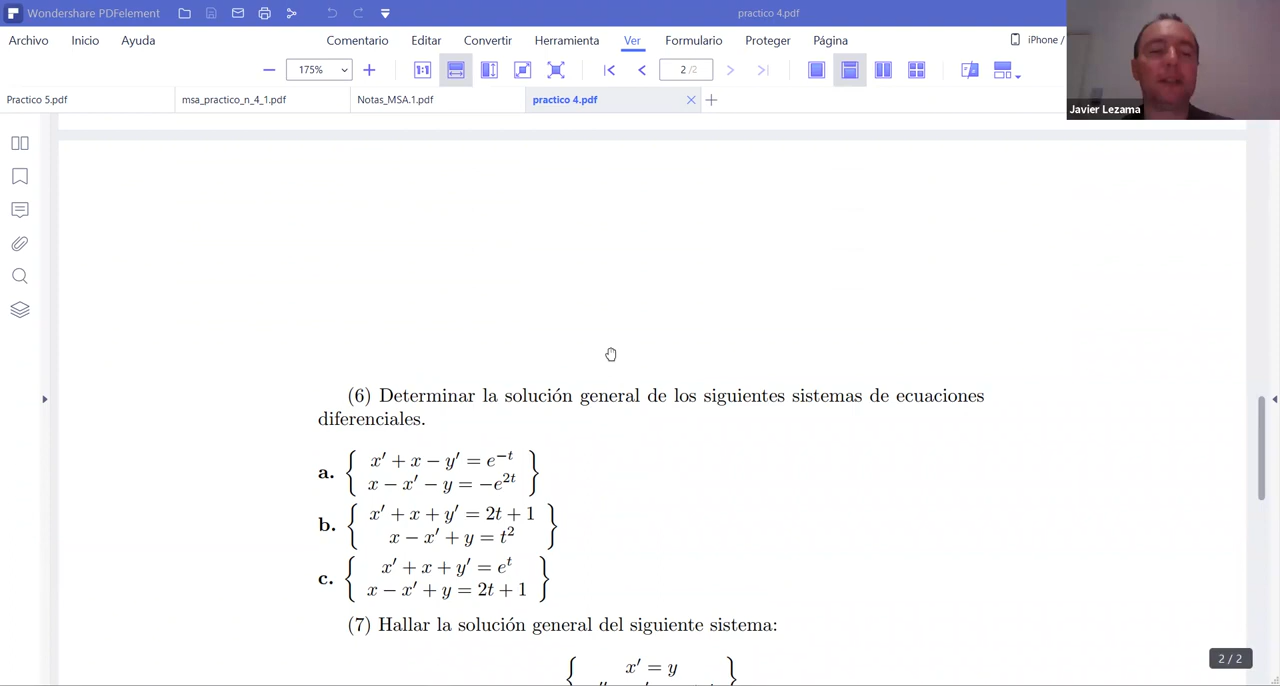 Wondershare PDFelement
practico 4.pdf
Archivo Inicio Ayuda Comentario Editar Convertir Herramienta Ver Formulario Proteger Página iPhone /
175% 2 /2
Practico 5.pdf msa_practico_n_4_1.pdf Notas_MSA.1.pdf practico 4.pdf
Javier Lezama
(6) Determinar la solución general de los siguientes sistemas de ecuaciones
diferenciales.
a. { x′ + x − y′ = e^{−t}
x − x′ − y = −e^{2t} }
b. { x′ + x + y′ = 2t + 1
x − x′ + y = t² }
c. { x′ + x + y′ = e^t
x − x′ + y = 2t + 1 }
(7) Hallar la solución general del siguiente sistema:
{ x′ = y }
2 / 2